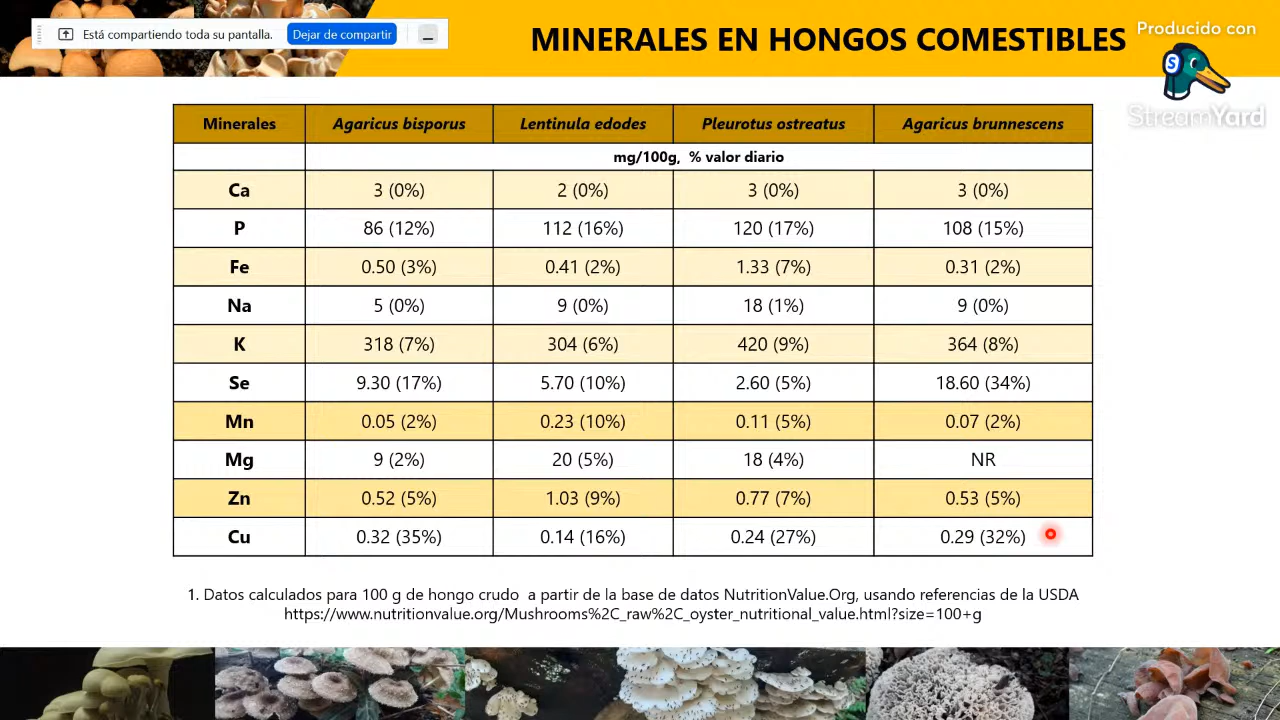 Está compartiendo toda su pantalla. Dejar de compartir
MINERALES EN HONGOS COMESTIBLES
Producido con
S
StreamYard
Minerales Agaricus bisporus Lentinula edodes Pleurotus ostreatus Agaricus brunnescens
mg/100g, % valor diario
Ca 3 (0%) 2 (0%) 3 (0%) 3 (0%)
P 86 (12%) 112 (16%) 120 (17%) 108 (15%)
Fe 0.50 (3%) 0.41 (2%) 1.33 (7%) 0.31 (2%)
Na 5 (0%) 9 (0%) 18 (1%) 9 (0%)
K 318 (7%) 304 (6%) 420 (9%) 364 (8%)
Se 9.30 (17%) 5.70 (10%) 2.60 (5%) 18.60 (34%)
Mn 0.05 (2%) 0.23 (10%) 0.11 (5%) 0.07 (2%)
Mg 9 (2%) 20 (5%) 18 (4%) NR
Zn 0.52 (5%) 1.03 (9%) 0.77 (7%) 0.53 (5%)
Cu 0.32 (35%) 0.14 (16%) 0.24 (27%) 0.29 (32%)
1. Datos calculados para 100 g de hongo crudo a partir de la base de datos NutritionValue.Org, usando referencias de la USDA
https://www.nutritionvalue.org/Mushrooms%2C_raw%2C_oyster_nutritional_value.html?size=100+g